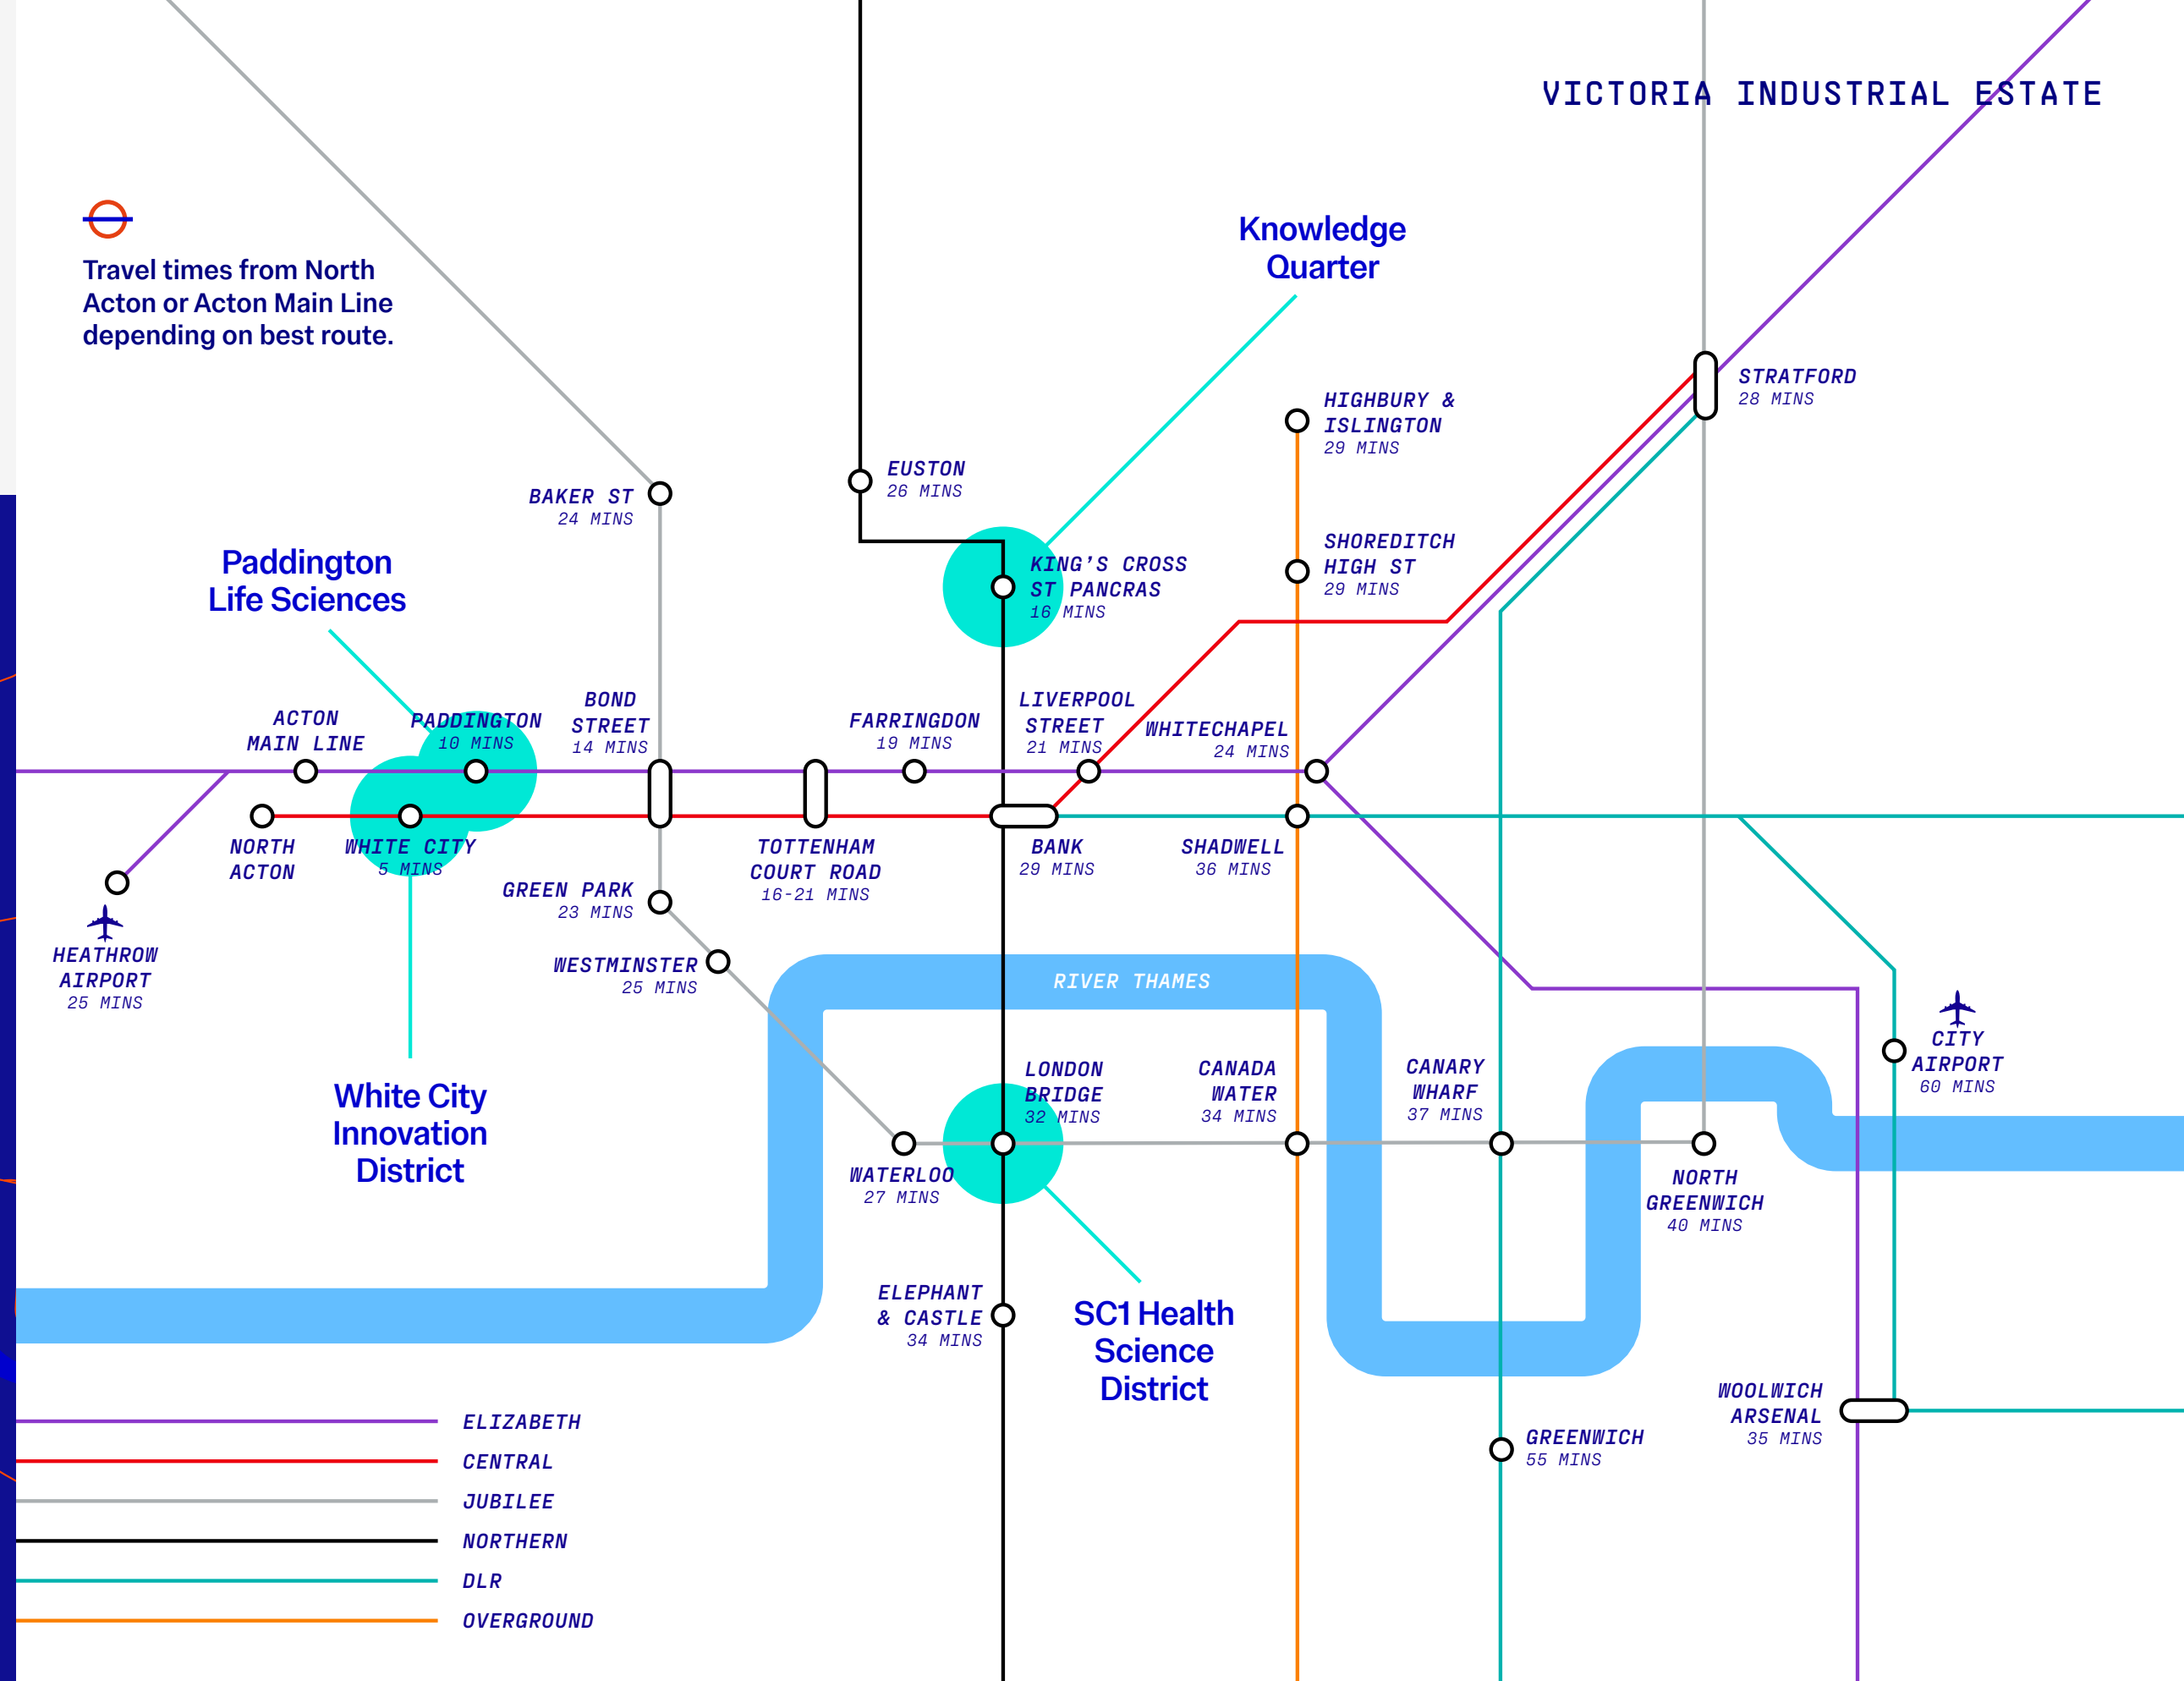 VICTORIA INDUSTRIAL ESTATE
Travel times from North
Acton or Acton Main Line
depending on best route.
Knowledge
Quarter
STRATFORD
28 MINS
HIGHBURY &
ISLINGTON
29 MINS
EUSTON
26 MINS
BAKER ST
24 MINS
SHOREDITCH
HIGH ST
29 MINS
KING’S CROSS
ST PANCRAS
16 MINS
Paddington
Life Sciences
ACTON
MAIN LINE
PADDINGTON
10 MINS
BOND
STREET
14 MINS
FARRINGDON
19 MINS
LIVERPOOL
STREET
21 MINS
WHITECHAPEL
24 MINS
NORTH
ACTON
WHITE CITY
5 MINS
TOTTENHAM
COURT ROAD
16-21 MINS
BANK
29 MINS
SHADWELL
36 MINS
GREEN PARK
23 MINS
WESTMINSTER
25 MINS
HEATHROW
AIRPORT
25 MINS
RIVER THAMES
CITY
AIRPORT
60 MINS
White City
Innovation
District
LONDON
BRIDGE
32 MINS
CANADA
WATER
34 MINS
CANARY
WHARF
37 MINS
WATERLOO
27 MINS
NORTH
GREENWICH
40 MINS
ELEPHANT
& CASTLE
34 MINS
SC1 Health
Science
District
WOOLWICH
ARSENAL
35 MINS
GREENWICH
55 MINS
ELIZABETH
CENTRAL
JUBILEE
NORTHERN
DLR
OVERGROUND